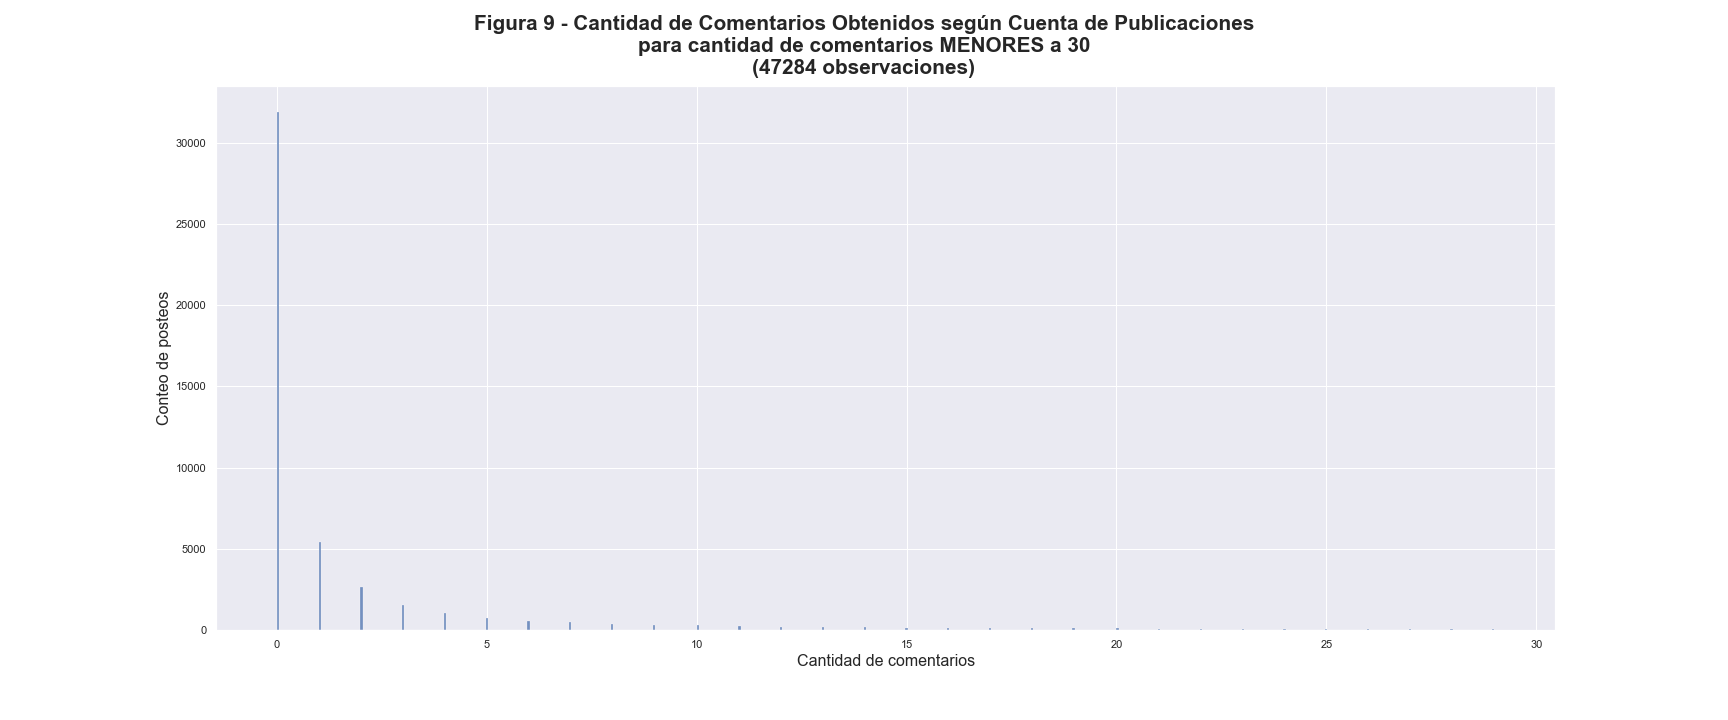 Figura 9 - Cantidad de Comentarios Obtenidos según Cuenta de Publicaciones
para cantidad de comentarios MENORES a 30
(47284 observaciones)
30000
25000
20000
15000
10000
5000
0
Conteo de posteos
0 5 10 15 20 25 30
Cantidad de comentarios